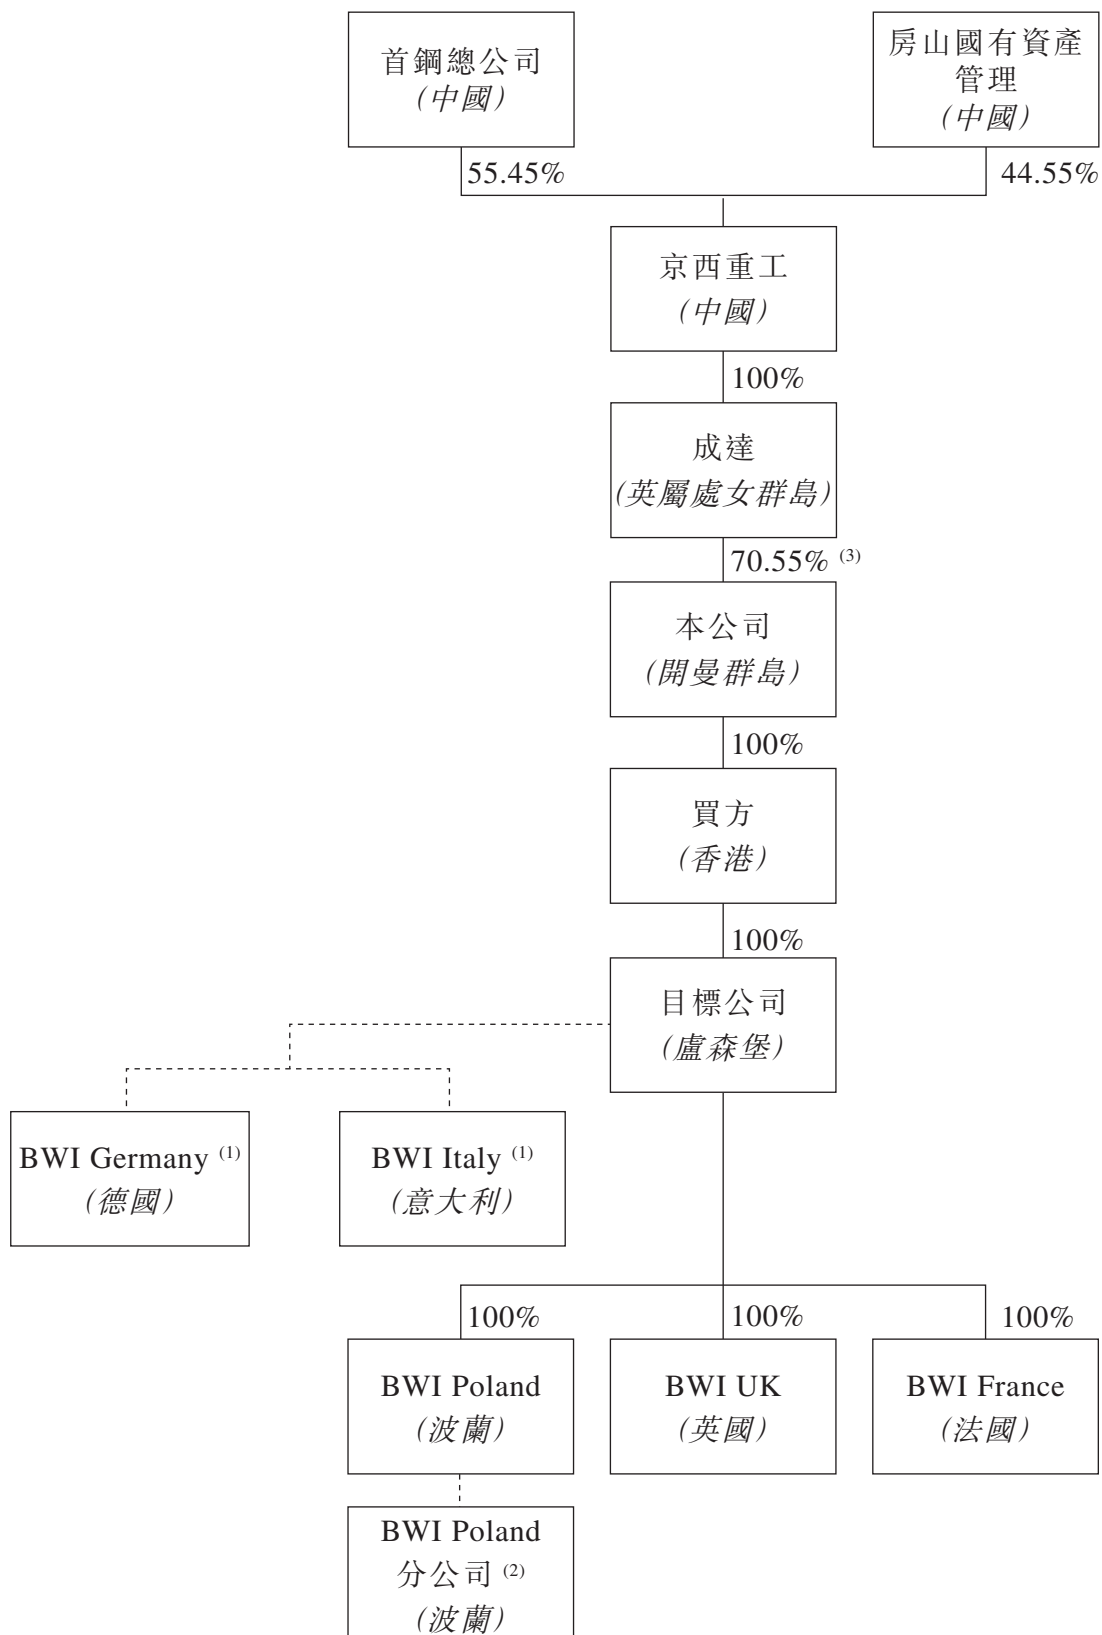 首鋼總公司
(中國)
房山國有資產
管理
(中國)
55.45%
44.55%
京西重工
(中國)
100%
成達
(英屬處女群島)
70.55% (3)
本公司
(開曼群島)
100%
買方
(香港)
100%
目標公司
(盧森堡)
BWI Germany (1)
(德國)
BWI Italy (1)
(意大利)
100%
100%
100%
BWI Poland
(波蘭)
BWI UK
(英國)
BWI France
(法國)
BWI Poland
分公司 (2)
(波蘭)